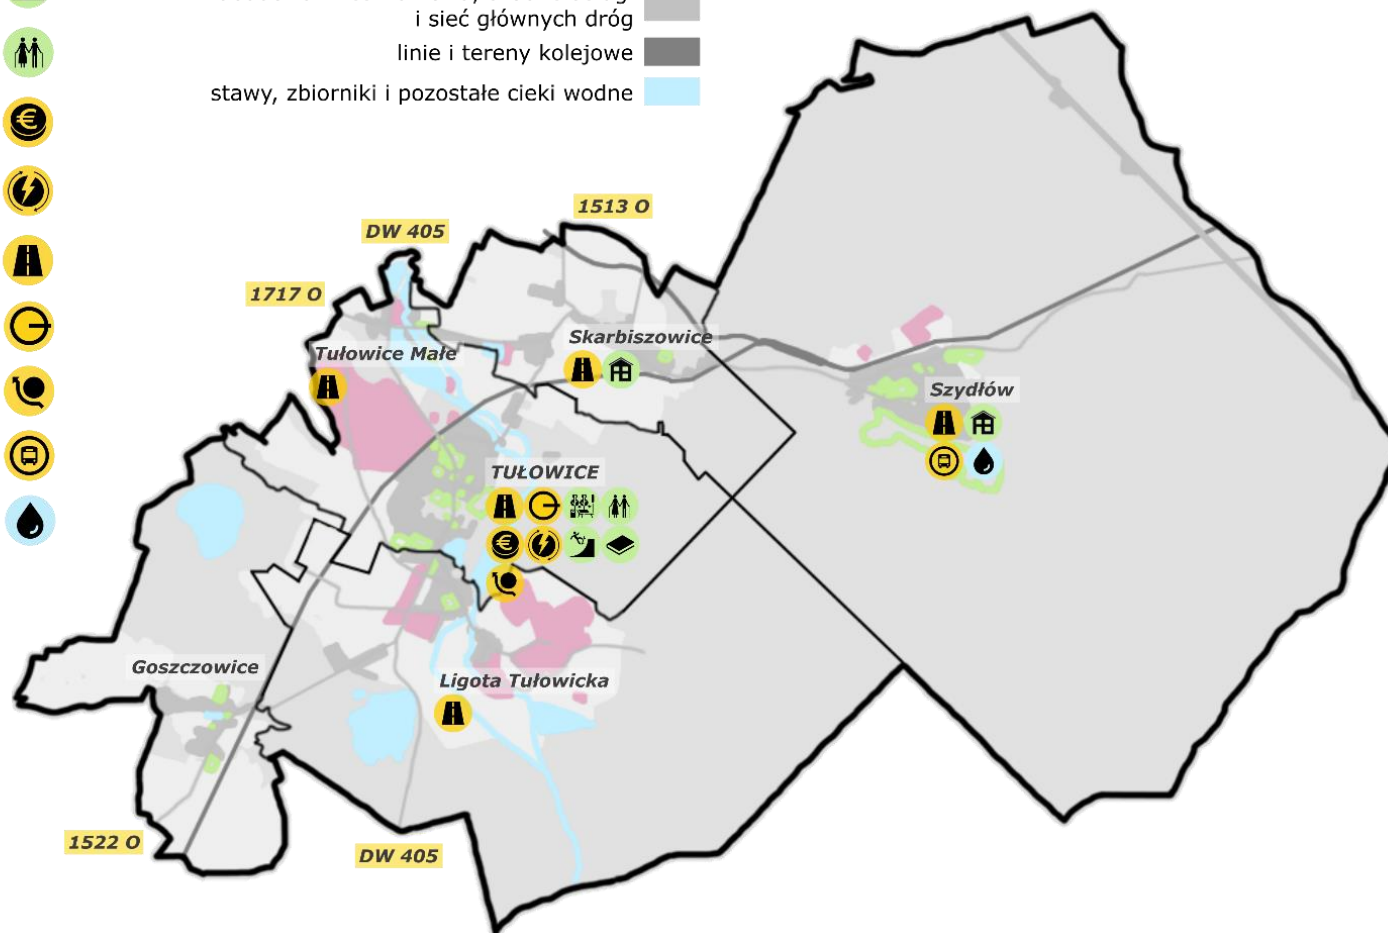 i sieć głównych dróg
linie i tereny kolejowe
stawy, zbiorniki i pozostałe cieki wodne
1513 O
DW 405
1717 O
Skarbiszowice
Tułowice Małe
Szydłów
TUŁOWICE
Goszczowice
Ligota Tułowicka
1522 O
DW 405